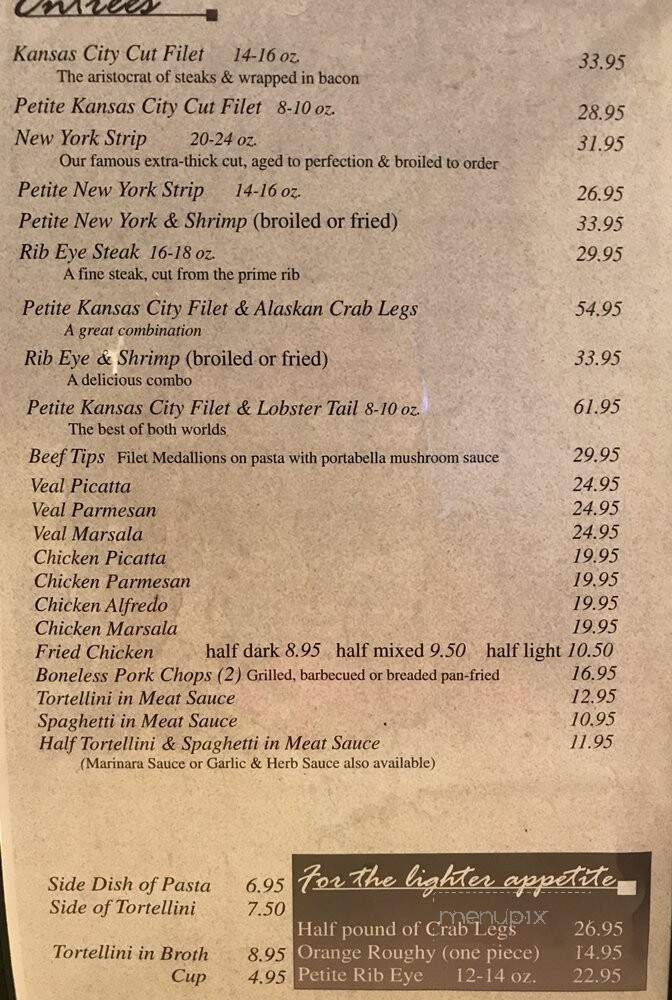 Entrees
Kansas City Cut Filet 14-16 oz. 33.95
The aristocrat of steaks & wrapped in bacon
Petite Kansas City Cut Filet 8-10 oz. 28.95
New York Strip 20-24 oz. 31.95
Our famous extra-thick cut, aged to perfection & broiled to order
Petite New York Strip 14-16 oz. 26.95
Petite New York & Shrimp (broiled or fried) 33.95
Rib Eye Steak 16-18 oz. 29.95
A fine steak, cut from the prime rib
Petite Kansas City Filet & Alaskan Crab Legs 54.95
A great combination
Rib Eye & Shrimp (broiled or fried) 33.95
A delicious combo
Petite Kansas City Filet & Lobster Tail 8-10 oz. 61.95
The best of both worlds
Beef Tips Filet Medallions on pasta with portabella mushroom sauce 29.95
Veal Picatta 24.95
Veal Parmesan 24.95
Veal Marsala 24.95
Chicken Picatta 19.95
Chicken Parmesan 19.95
Chicken Alfredo 19.95
Chicken Marsala 19.95
Fried Chicken half dark 8.95 half mixed 9.50 half light 10.50
Boneless Pork Chops (2) Grilled, barbecued or breaded pan-fried 16.95
Tortellini in Meat Sauce 12.95
Spaghetti in Meat Sauce 10.95
Half Tortellini & Spaghetti in Meat Sauce 11.95
(Marinara Sauce or Garlic & Herb Sauce also available)
Side Dish of Pasta 6.95
Side of Tortellini 7.50
Tortellini in Broth 8.95
Cup 4.95
For the lighter appetite
menupix
Half pound of Crab Legs 26.95
Orange Roughy (one piece) 14.95
Petite Rib Eye 12-14 oz. 22.95